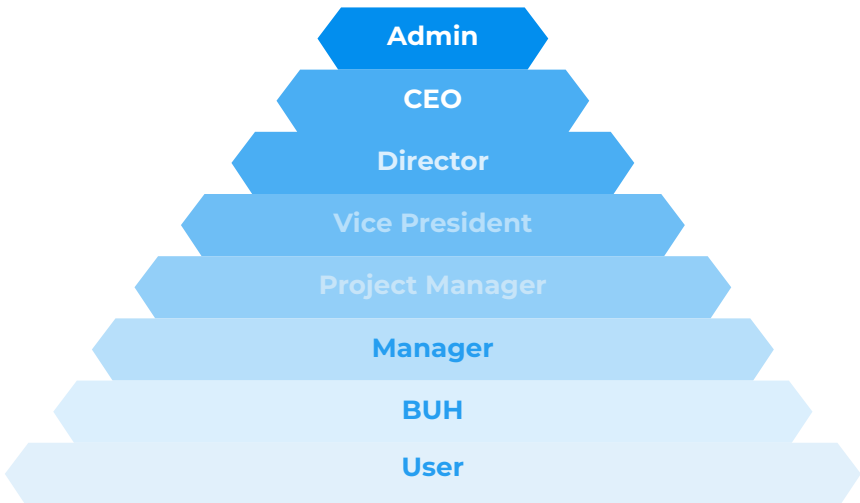 Admin
CEO
Director
Vice President
Project Manager
Manager
BUH
User